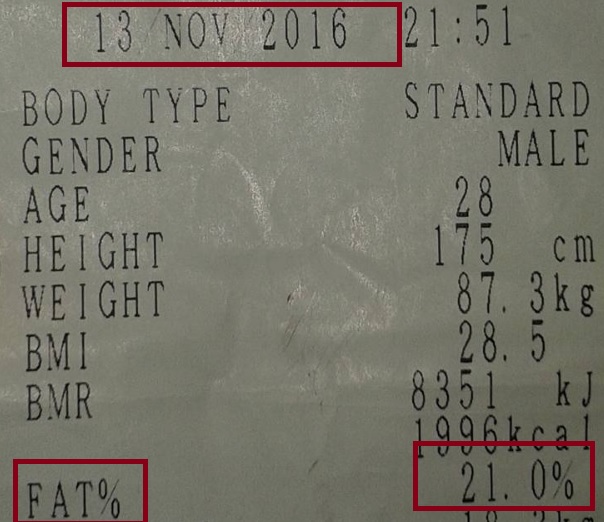 13 NOV 2016 21:51
BODY TYPE STANDARD
GENDER MALE
AGE 28
HEIGHT 175 cm
WEIGHT 87.3kg
BMI 28.5
BMR 8351 kJ
1996kcal
FAT% 21.0%